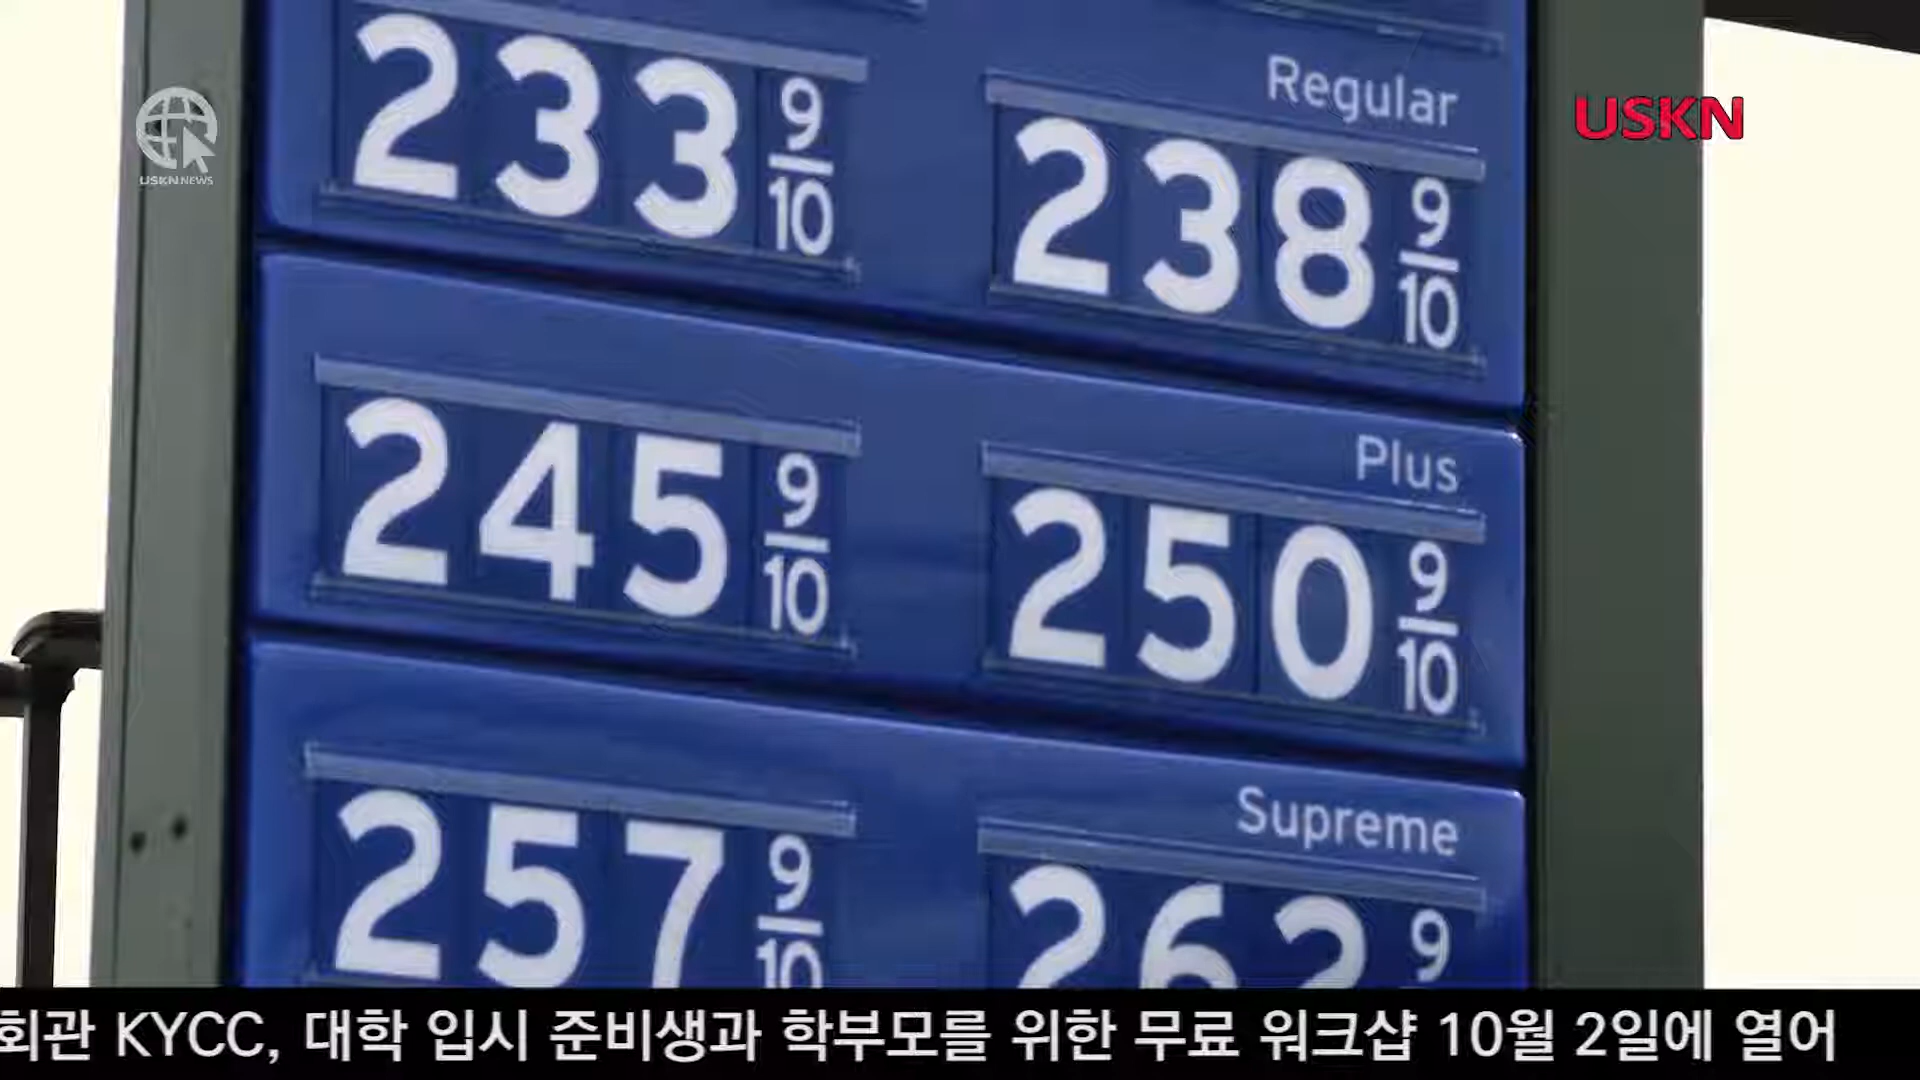 233 9/10
Regular
238 9/10
USKN
USKN NEWS
245 9/10
Plus
250 9/10
257 9/10
Supreme
262 9
회관 KYCC, 대학 입시 준비생과 학부모를 위한 무료 워크샵 10월 2일에 열어